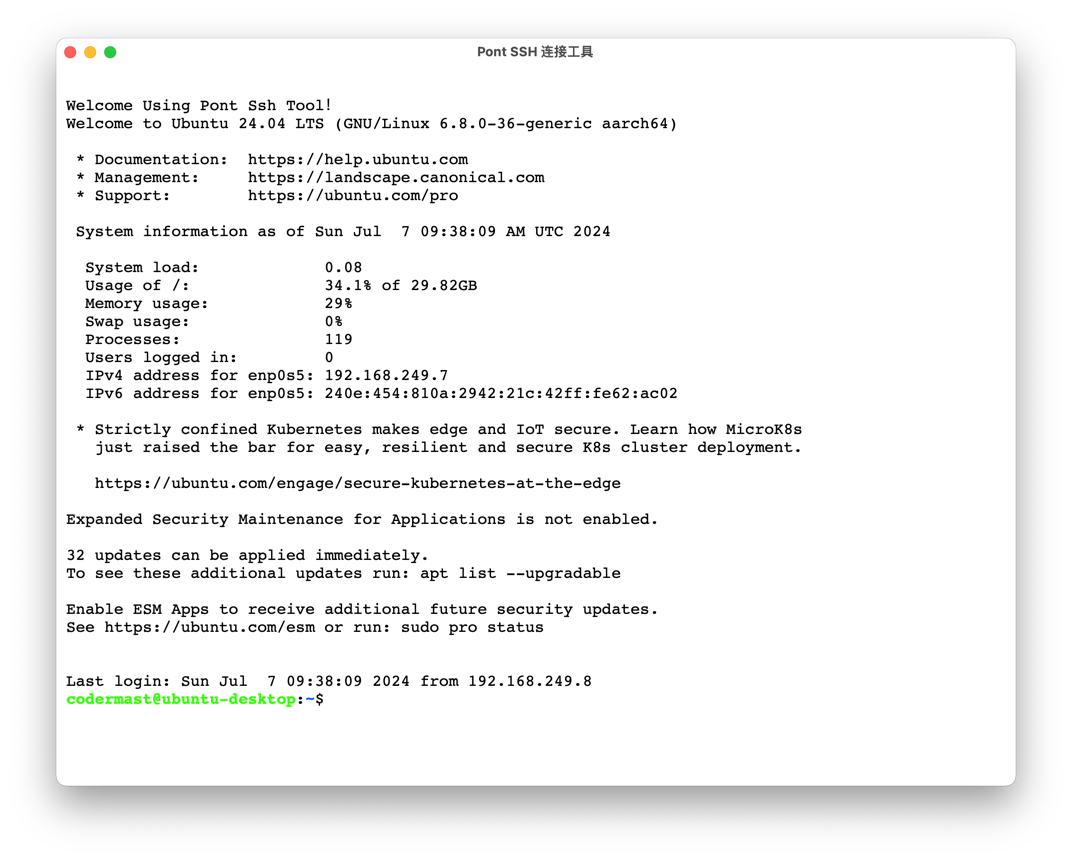 Pont SSH 连接工具
Welcome Using Pont Ssh Tool!
Welcome to Ubuntu 24.04 LTS (GNU/Linux 6.8.0-36-generic aarch64)
 * Documentation:  https://help.ubuntu.com
 * Management:     https://landscape.canonical.com
 * Support:        https://ubuntu.com/pro
 System information as of Sun Jul  7 09:38:09 AM UTC 2024
  System load:             0.08
  Usage of /:              34.1% of 29.82GB
  Memory usage:            29%
  Swap usage:              0%
  Processes:               119
  Users logged in:         0
  IPv4 address for enp0s5: 192.168.249.7
  IPv6 address for enp0s5: 240e:454:810a:2942:21c:42ff:fe62:ac02
 * Strictly confined Kubernetes makes edge and IoT secure. Learn how MicroK8s
   just raised the bar for easy, resilient and secure K8s cluster deployment.
   https://ubuntu.com/engage/secure-kubernetes-at-the-edge
Expanded Security Maintenance for Applications is not enabled.
32 updates can be applied immediately.
To see these additional updates run: apt list --upgradable
Enable ESM Apps to receive additional future security updates.
See https://ubuntu.com/esm or run: sudo pro status
Last login: Sun Jul  7 09:38:09 2024 from 192.168.249.8
codermast@ubuntu-desktop:~$